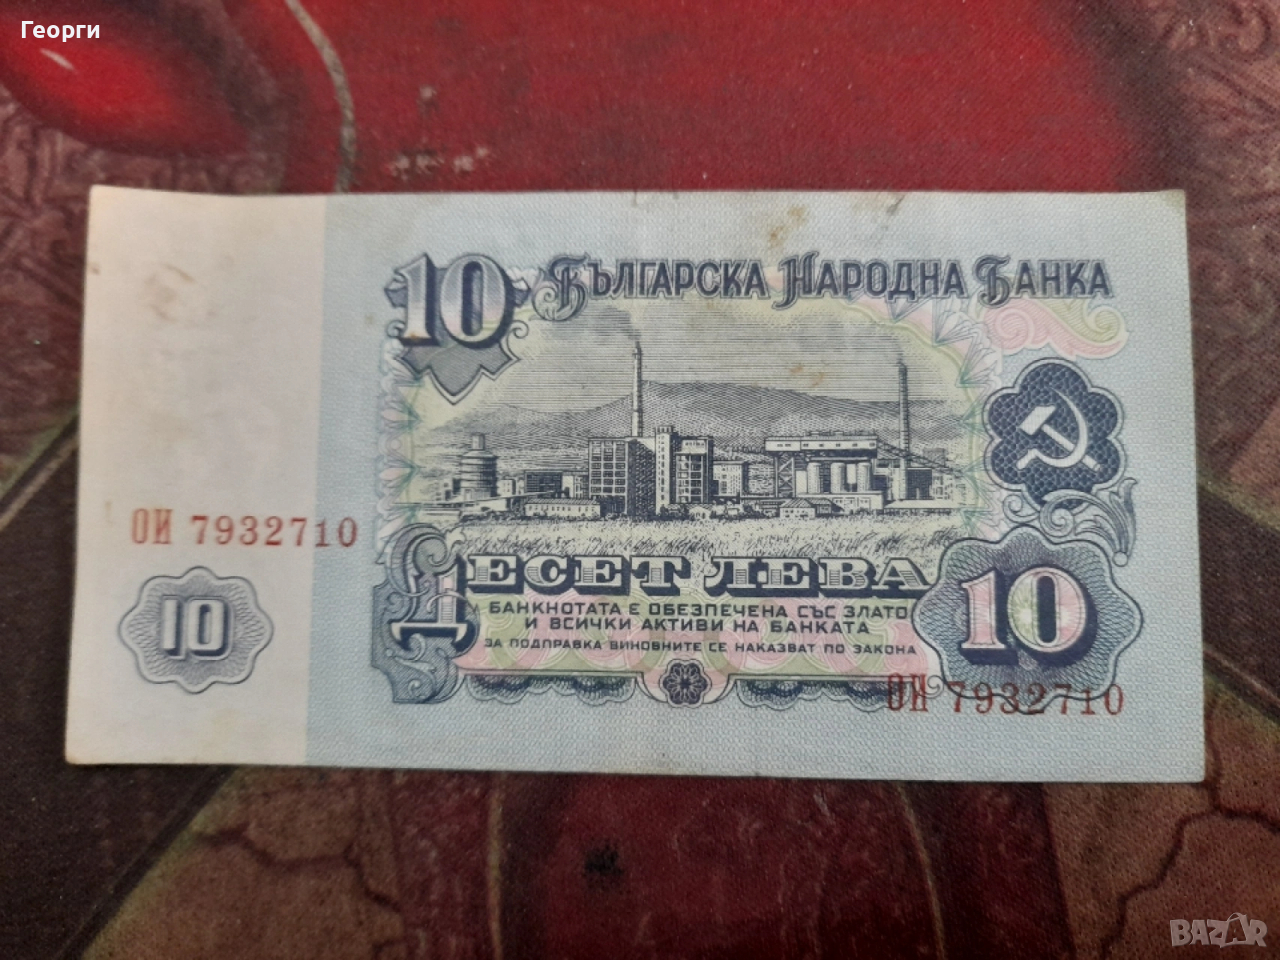 Георги
10 Българска Народна Банка
ОИ 7932710
Десет лева
10
10
БАНКНОТАТА Е ОБЕЗПЕЧЕНА СЪС ЗЛАТО
И ВСИЧКИ АКТИВИ НА БАНКАТА
ЗА ПОДПРАВКА ВИНОВНИТЕ СЕ НАКАЗВАТ ПО ЗАКОНА
ОИ 7932710
BAZAR